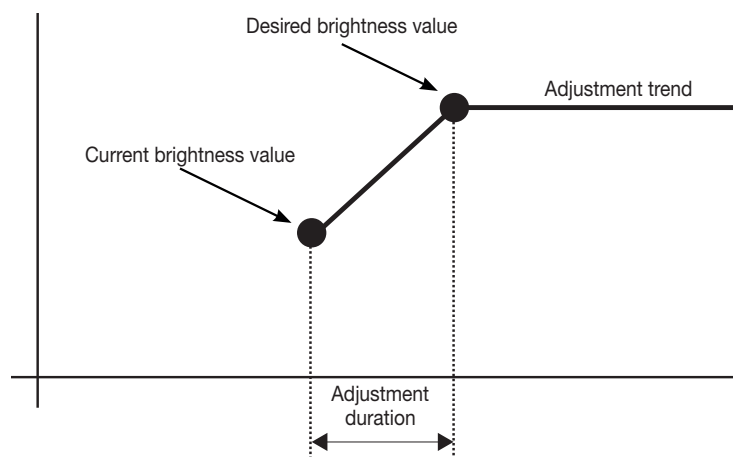 Desired brightness value
Adjustment trend
Current brightness value
Adjustment
duration